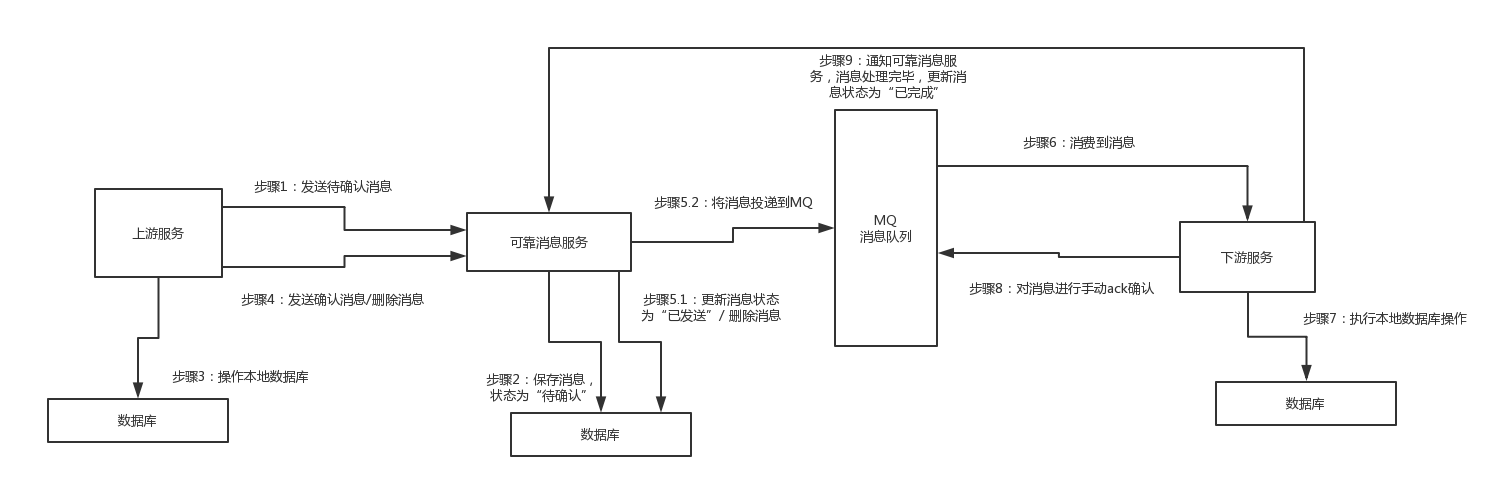 步骤9：通知可靠消息服
务，消息处理完毕，更新消
息状态为“已完成”
步骤6：消费到消息
步骤1：发送待确认消息
步骤5.2：将消息投递到MQ
MQ
消息队列
上游服务
可靠消息服务
下游服务
步骤8：对消息进行手动ack确认
步骤4：发送确认消息/删除消息
步骤5.1：更新消息状态
为“已发送” / 删除消息
步骤7：执行本地数据库操作
步骤3：操作本地数据库
步骤2：保存消息，
状态为“待确认”
数据库
数据库
数据库